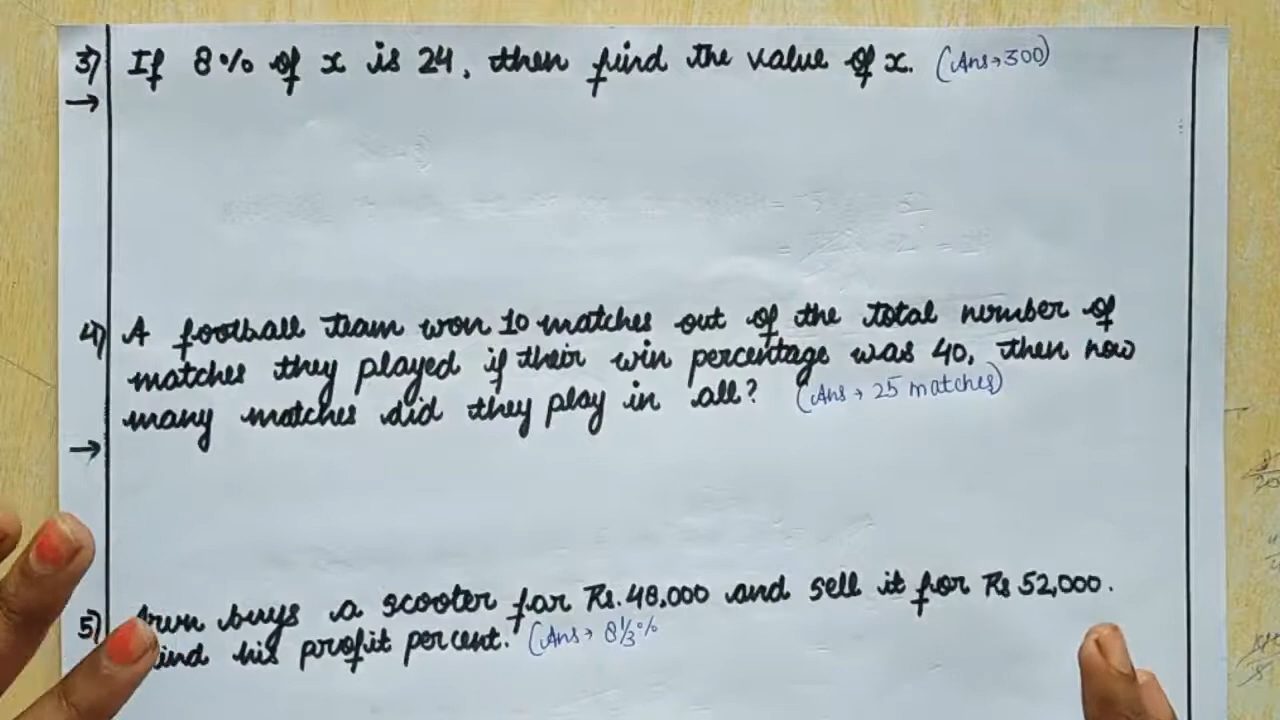 3) If 8% of x is 24, then find the value of x. (Ans→300)
→
4) A football team won 10 matches out of the total number of
matches they played if their win percentage was 40, then how
many matches did they play in all? (Ans→ 25 matches)
→
5) Arun buys a scooter for Rs. 48,000 and sell it for Rs 52,000.
Find his profit percent. (Ans→ 8 1/3 %